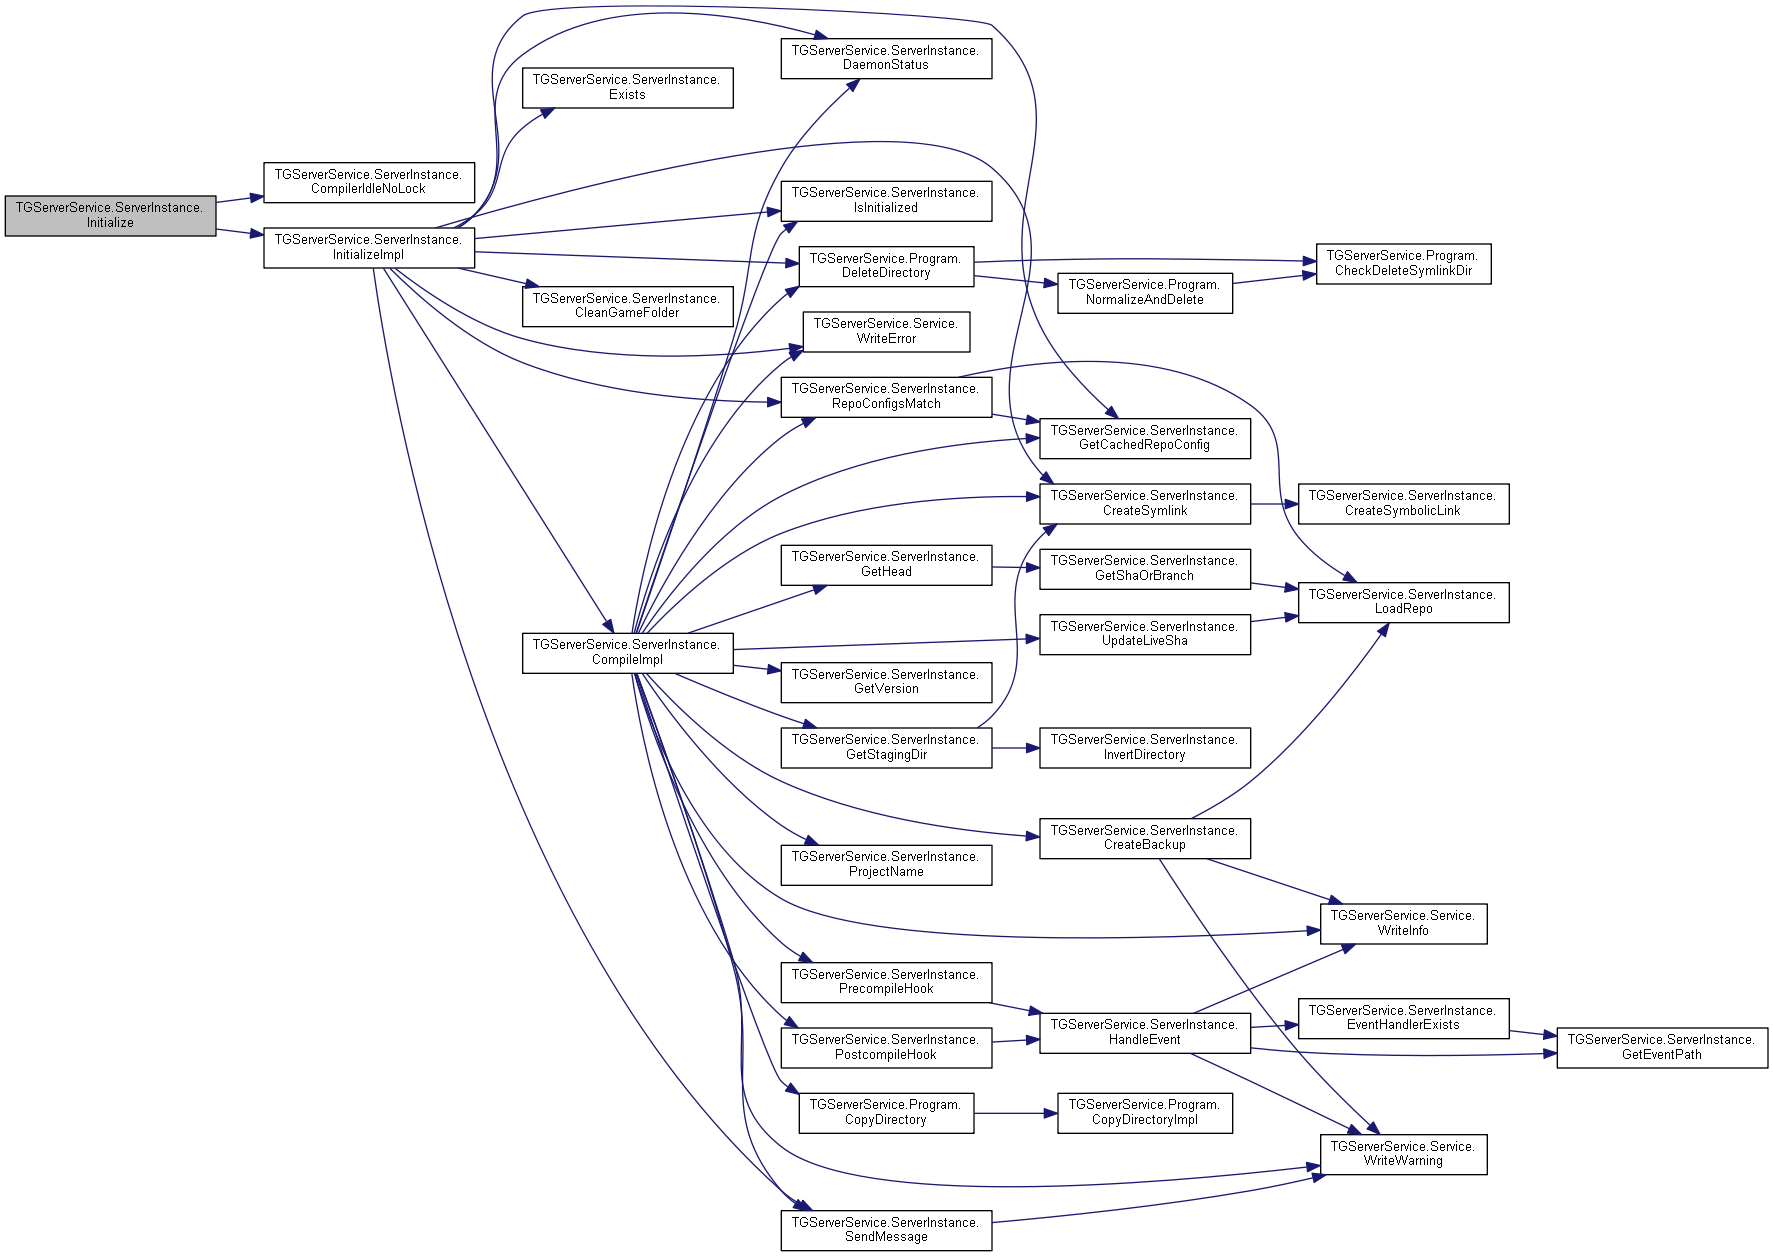 TGServerService.ServerInstance.
Initialize
TGServerService.ServerInstance.
CompilerIdleNoLock
TGServerService.ServerInstance.
InitializeImpl
TGServerService.ServerInstance.
Exists
TGServerService.ServerInstance.
CleanGameFolder
TGServerService.ServerInstance.
CompileImpl
TGServerService.ServerInstance.
DaemonStatus
TGServerService.ServerInstance.
IsInitialized
TGServerService.Program.
DeleteDirectory
TGServerService.Service.
WriteError
TGServerService.ServerInstance.
RepoConfigsMatch
TGServerService.ServerInstance.
GetHead
TGServerService.ServerInstance.
GetVersion
TGServerService.ServerInstance.
GetStagingDir
TGServerService.ServerInstance.
ProjectName
TGServerService.ServerInstance.
PrecompileHook
TGServerService.ServerInstance.
PostcompileHook
TGServerService.Program.
CopyDirectory
TGServerService.ServerInstance.
SendMessage
TGServerService.Program.
NormalizeAndDelete
TGServerService.ServerInstance.
GetCachedRepoConfig
TGServerService.ServerInstance.
CreateSymlink
TGServerService.ServerInstance.
GetShaOrBranch
TGServerService.ServerInstance.
UpdateLiveSha
TGServerService.ServerInstance.
InvertDirectory
TGServerService.ServerInstance.
CreateBackup
TGServerService.ServerInstance.
HandleEvent
TGServerService.Program.
CopyDirectoryImpl
TGServerService.Program.
CheckDeleteSymlinkDir
TGServerService.ServerInstance.
CreateSymbolicLink
TGServerService.ServerInstance.
LoadRepo
TGServerService.Service.
WriteInfo
TGServerService.ServerInstance.
EventHandlerExists
TGServerService.Service.
WriteWarning
TGServerService.ServerInstance.
GetEventPath